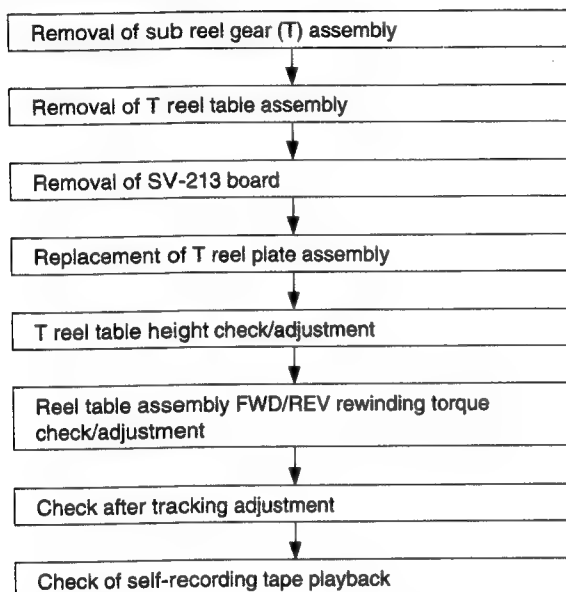 Removal of sub reel gear (T) assembly
Removal of T reel table assembly
Removal of SV-213 board
Replacement of T reel plate assembly
T reel table height check/adjustment
Reel table assembly FWD/REV rewinding torque
check/adjustment
Check after tracking adjustment
Check of self-recording tape playback